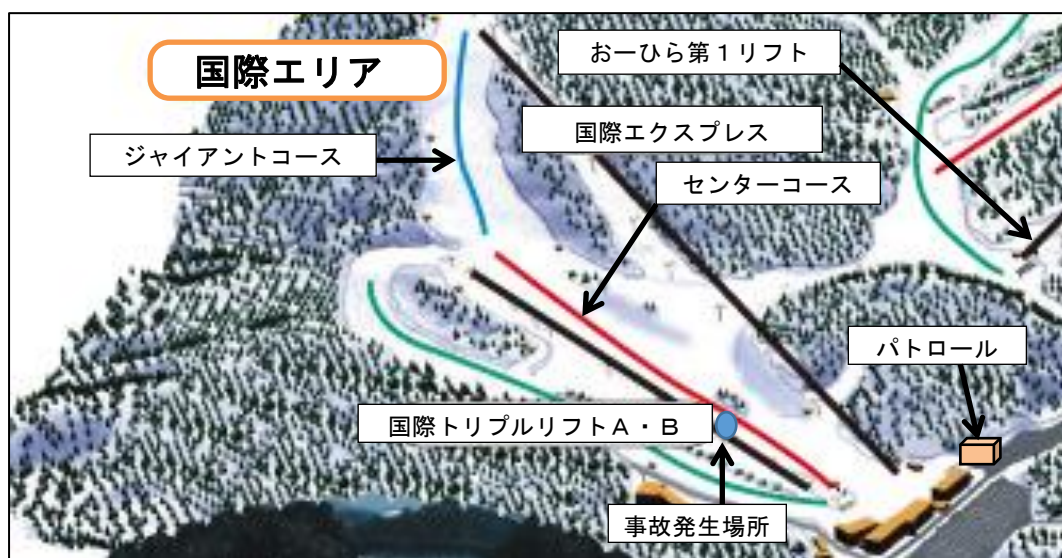 国際エリア
おーひら第１リフト
国際エクスプレス
ジャイアントコース
センターコース
パトロール
国際トリプルリフトＡ・Ｂ
事故発生場所